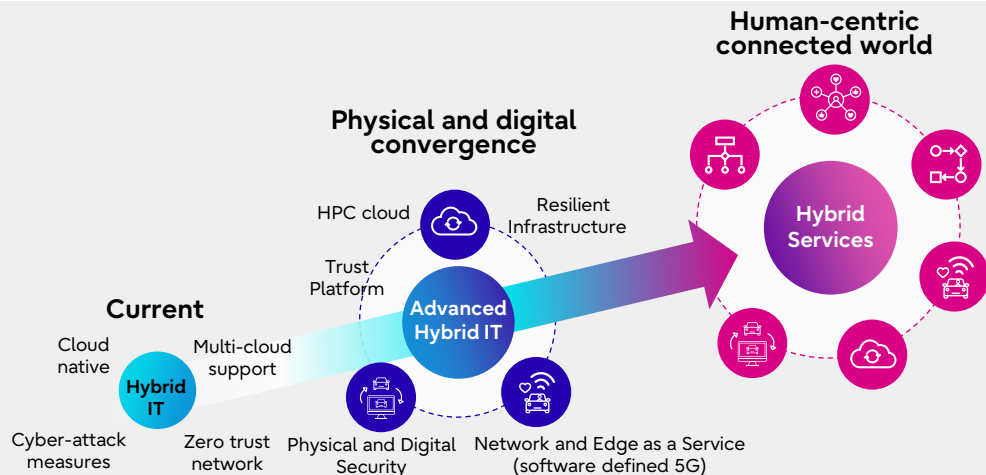 Human-centric
connected world
Physical and digital
convergence
HPC cloud
Resilient
Infrastructure
Hybrid
Services
Trust
Platform
Advanced
Hybrid IT
Current
Cloud
native
Multi-cloud
support
Hybrid
IT
Cyber-attack
measures
Zero trust
network
Physical and Digital
Security
Network and Edge as a Service
(software defined 5G)